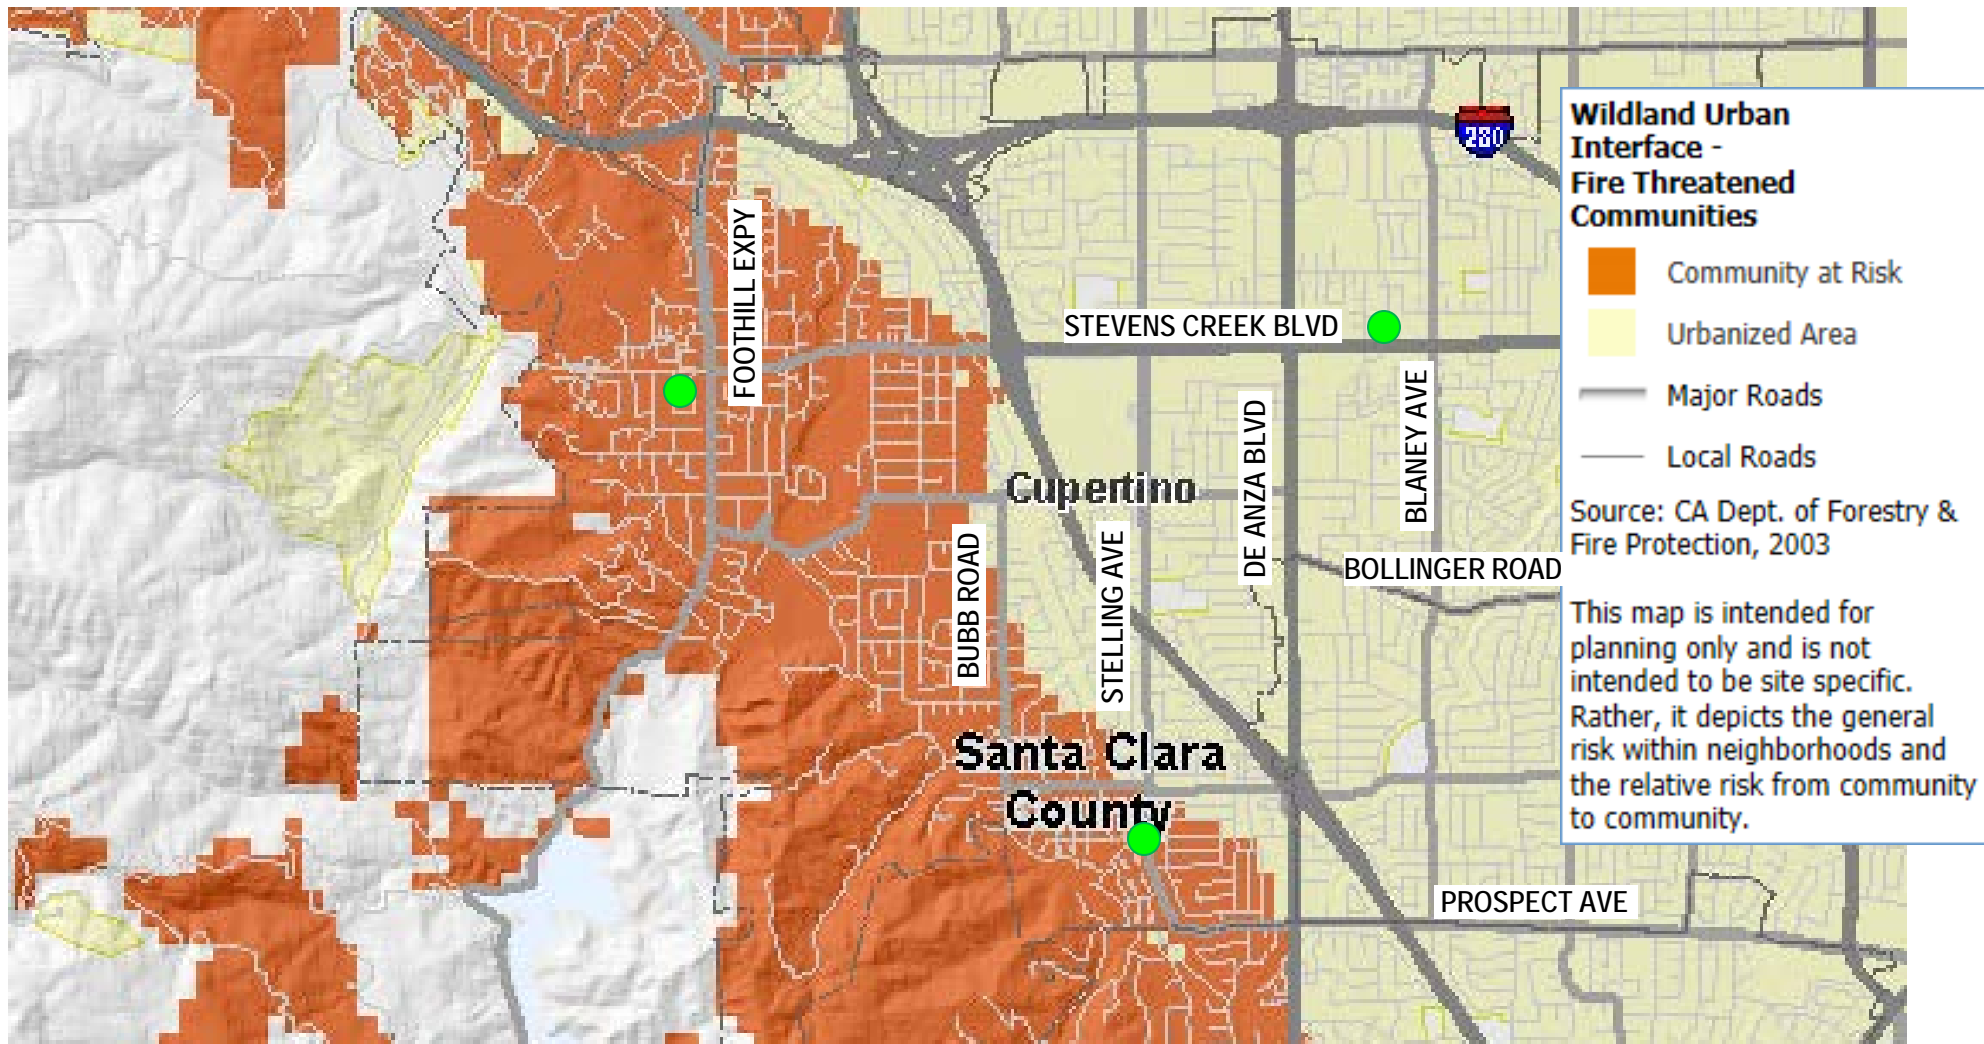 280
FOOTHILL EXPY
STEVENS CREEK BLVD
BLANEY AVE
DE ANZA BLVD
Cupertino
BUBB ROAD
STELLING AVE
BOLLINGER ROAD
Santa Clara
County
PROSPECT AVE
Wildland Urban
Interface -
Fire Threatened
Communities
Community at Risk
Urbanized Area
Major Roads
Local Roads
Source: CA Dept. of Forestry &
Fire Protection, 2003
This map is intended for
planning only and is not
intended to be site specific.
Rather, it depicts the general
risk within neighborhoods and
the relative risk from community
to community.